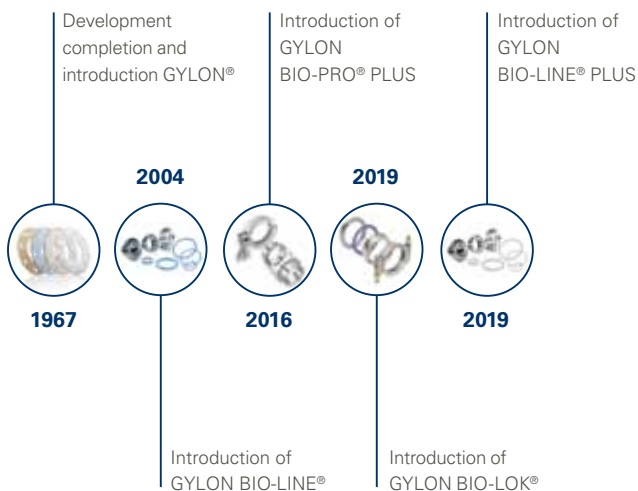 Development
completion and
introduction GYLON®
Introduction of
GYLON
BIO-PRO® PLUS
Introduction of
GYLON
BIO-LINE® PLUS
2004
2019
1967
2016
2019
Introduction of
GYLON BIO-LINE®
Introduction of
GYLON BIO-LOK®